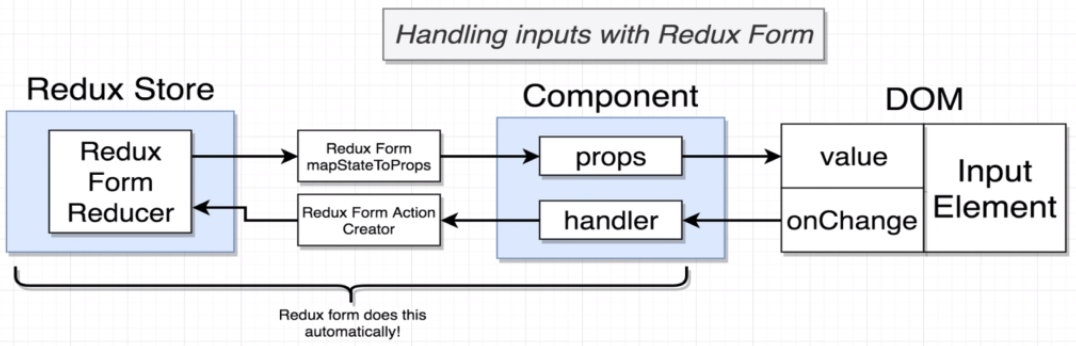 Handling inputs with Redux Form
Redux Store
Component
DOM
Redux
Form
Reducer
Redux Form
mapStateToProps
Redux Form Action
Creator
props
handler
value
onChange
Input
Element
Redux form does this
automatically!